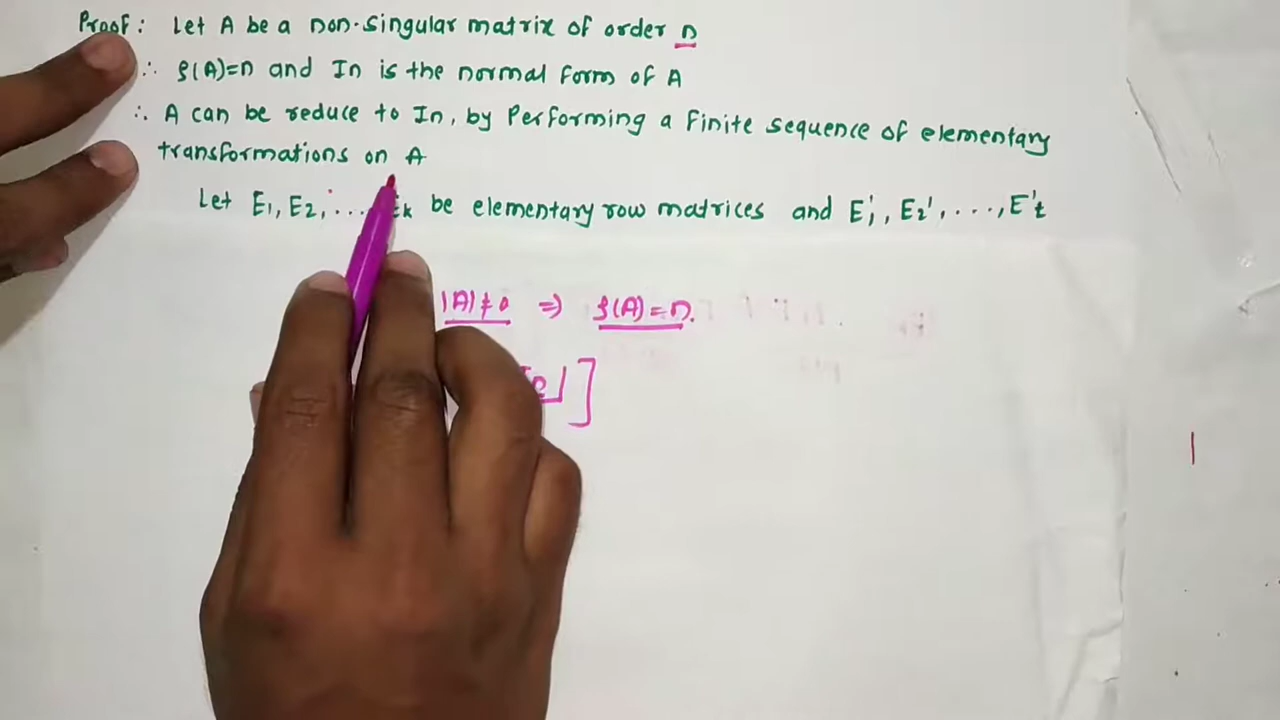 Proof: Let A be a non-singular matrix of order n
∴ ρ(A)=n and In is the normal form of A
∴ A can be reduce to In, by Performing a Finite sequence of elementary
transformations on A
Let E1, E2, .... Ek be elementary row matrices and E'1, E2', ...., E't
|A| ≠ 0 ⇒ ρ(A) = n.
]